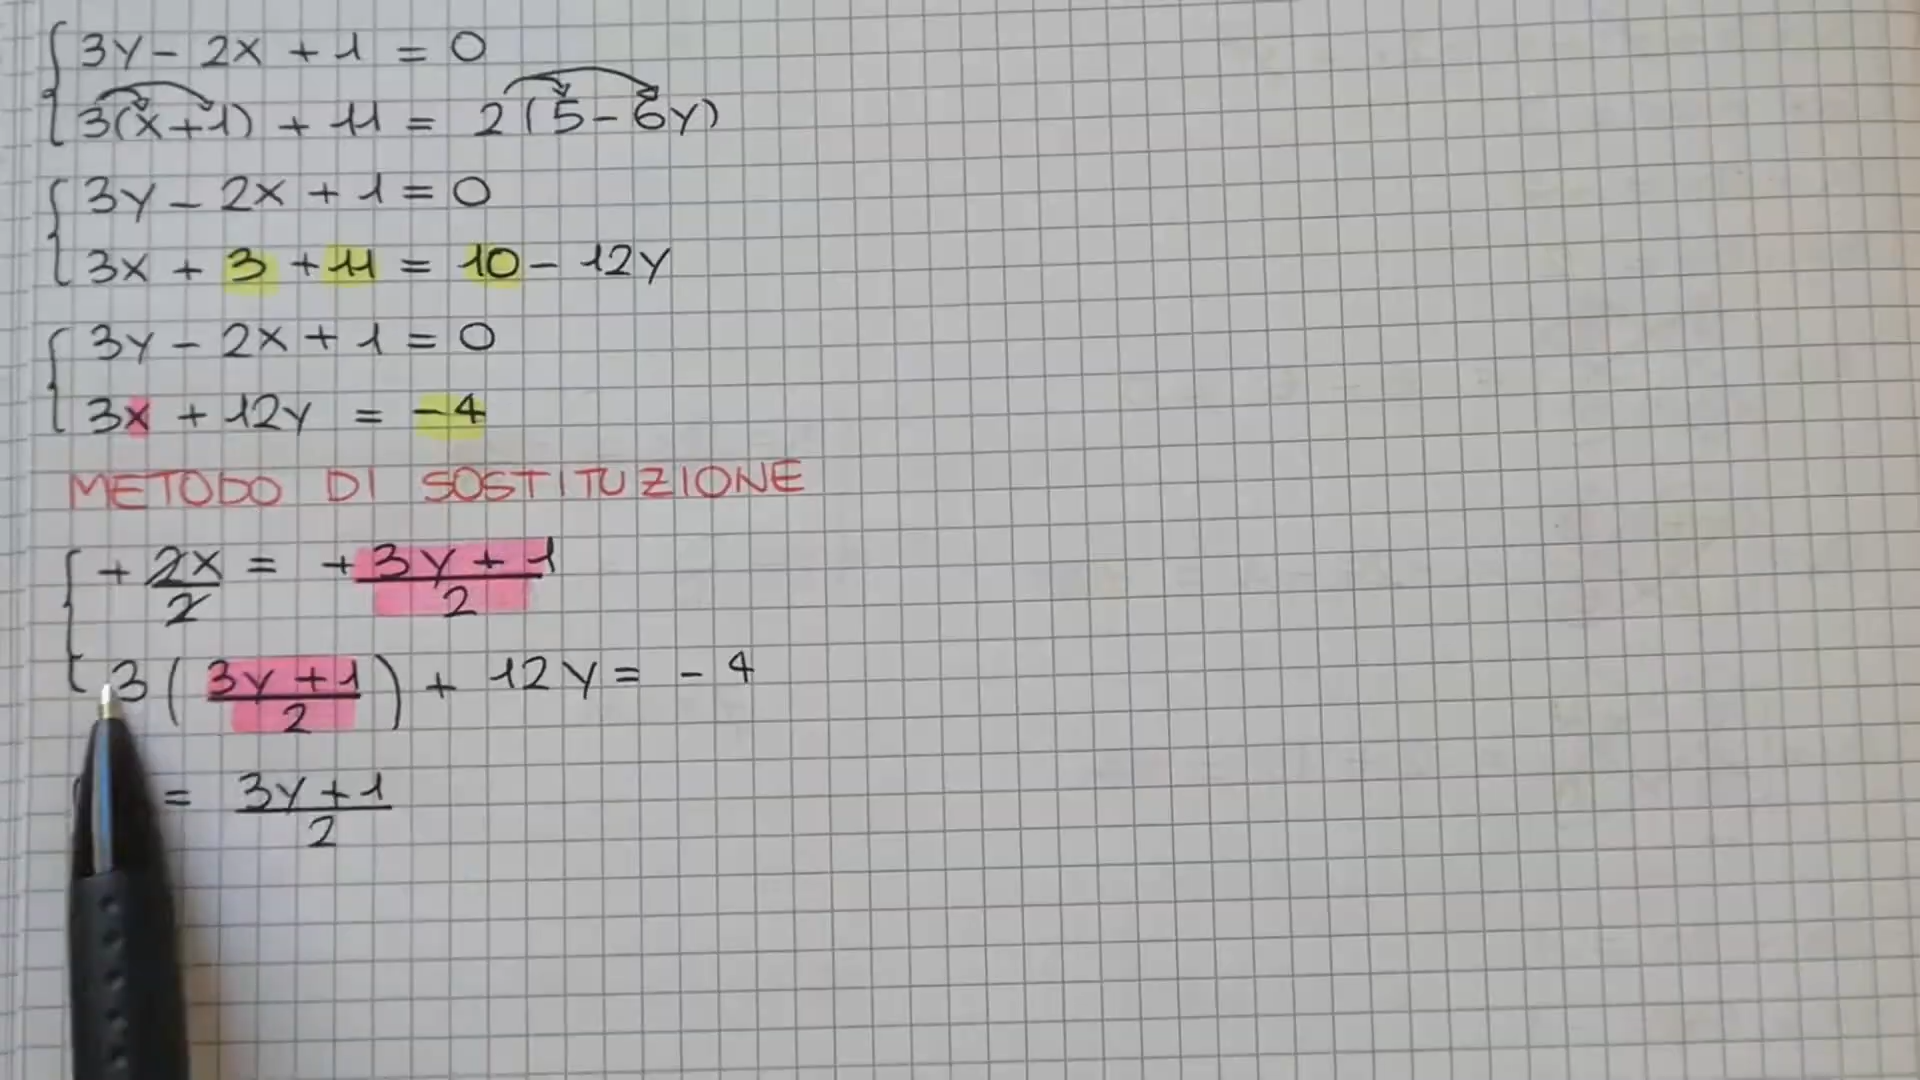 3y - 2x + 1 = 0
3(x+1) + 11 = 2(5 - 6y)
3y - 2x + 1 = 0
3x + 3 + 11 = 10 - 12y
3y - 2x + 1 = 0
3x + 12y = -4
METODO DI SOSTITUZIONE
+ 2x/2 = + 3y + 1/2
3(3y + 1/2) + 12y = - 4
= 3y + 1/2